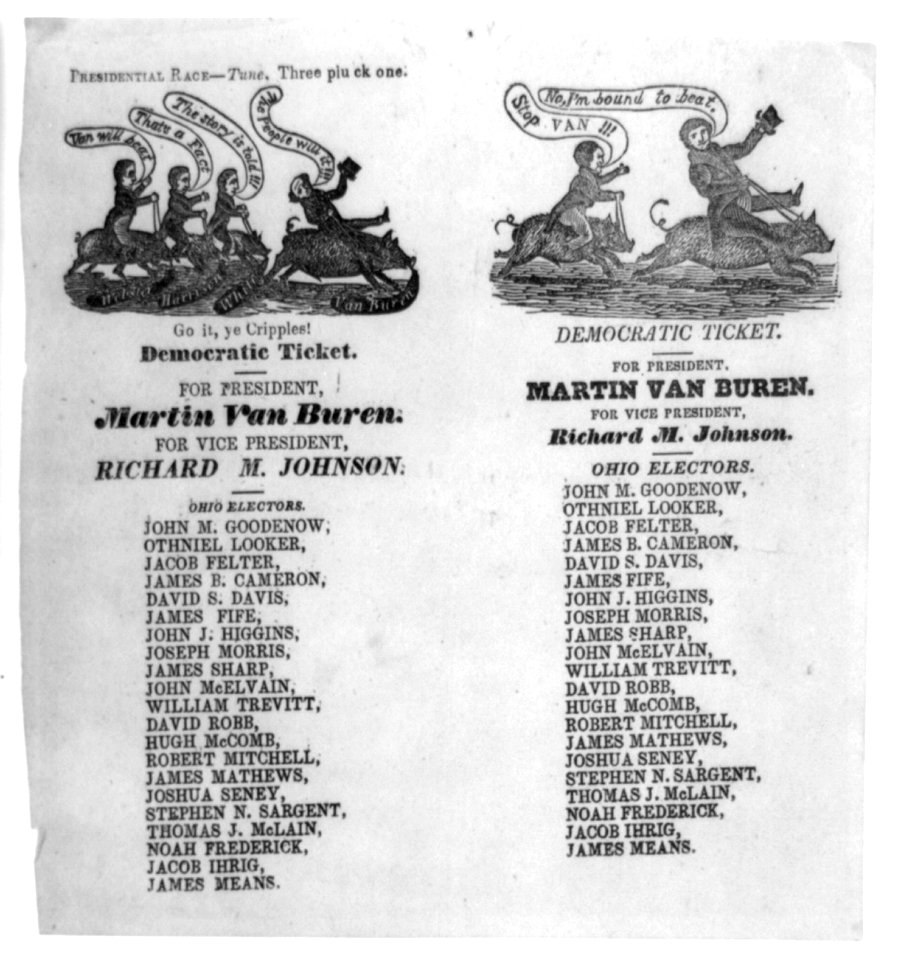 PRESIDENTIAL RACE—Tune, Three plu ck one.
Van will beat
Thats a Fact
The story is told!!!
The People will it!!!
Webster
Harrison
White
Van Buren
Go it, ye Cripples!
Democratic Ticket.
FOR PRESIDENT,
Martin Van Buren.
FOR VICE PRESIDENT,
RICHARD M. JOHNSON.
OHIO ELECTORS.
JOHN M. GOODENOW,
OTHNIEL LOOKER,
JACOB FELTER,
JAMES B. CAMERON,
DAVID S. DAVIS,
JAMES FIFE,
JOHN J. HIGGINS,
JOSEPH MORRIS,
JAMES SHARP,
JOHN McELVAIN,
WILLIAM TREVITT,
DAVID ROBB,
HUGH McCOMB,
ROBERT MITCHELL,
JAMES MATHEWS,
JOSHUA SENEY,
STEPHEN N. SARGENT,
THOMAS J. McLAIN,
NOAH FREDERICK,
JACOB IHRIG,
JAMES MEANS.
Stop VAN !!!
No, I'm bound to beat.
DEMOCRATIC TICKET.
FOR PRESIDENT,
MARTIN VAN BUREN.
FOR VICE PRESIDENT,
Richard M. Johnson.
OHIO ELECTORS.
JOHN M. GOODENOW,
OTHNIEL LOOKER,
JACOB FELTER,
JAMES B. CAMERON,
DAVID S. DAVIS,
JAMES FIFE,
JOHN J. HIGGINS,
JOSEPH MORRIS,
JAMES SHARP,
JOHN McELVAIN,
WILLIAM TREVITT,
DAVID ROBB,
HUGH McCOMB,
ROBERT MITCHELL,
JAMES MATHEWS,
JOSHUA SENEY,
STEPHEN N. SARGENT,
THOMAS J. McLAIN,
NOAH FREDERICK,
JACOB IHRIG,
JAMES MEANS.